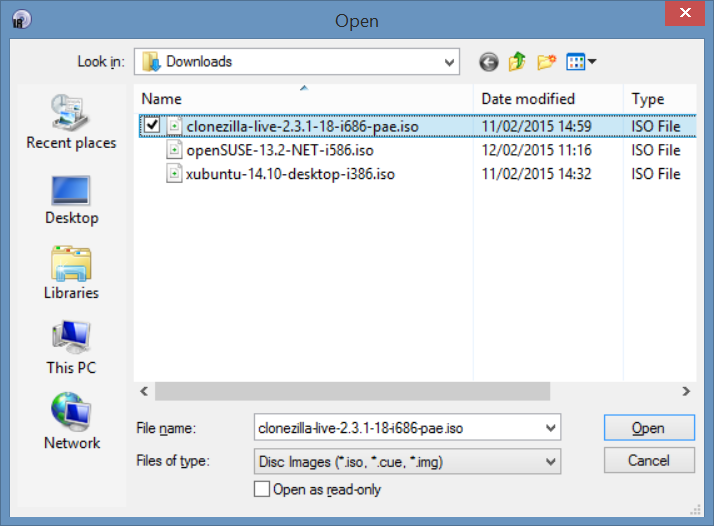 Open
Look in: Downloads
Recent places
Desktop
Libraries
This PC
Network
Name Date modified Type
clonezilla-live-2.3.1-18-i686-pae.iso 11/02/2015 14:59 ISO File
openSUSE-13.2-NET-i586.iso 12/02/2015 11:16 ISO File
xubuntu-14.10-desktop-i386.iso 11/02/2015 14:32 ISO File
File name: clonezilla-live-2.3.1-18-i686-pae.iso Open
Files of type: Disc Images (*.iso, *.cue, *.img) Cancel
Open as read-only